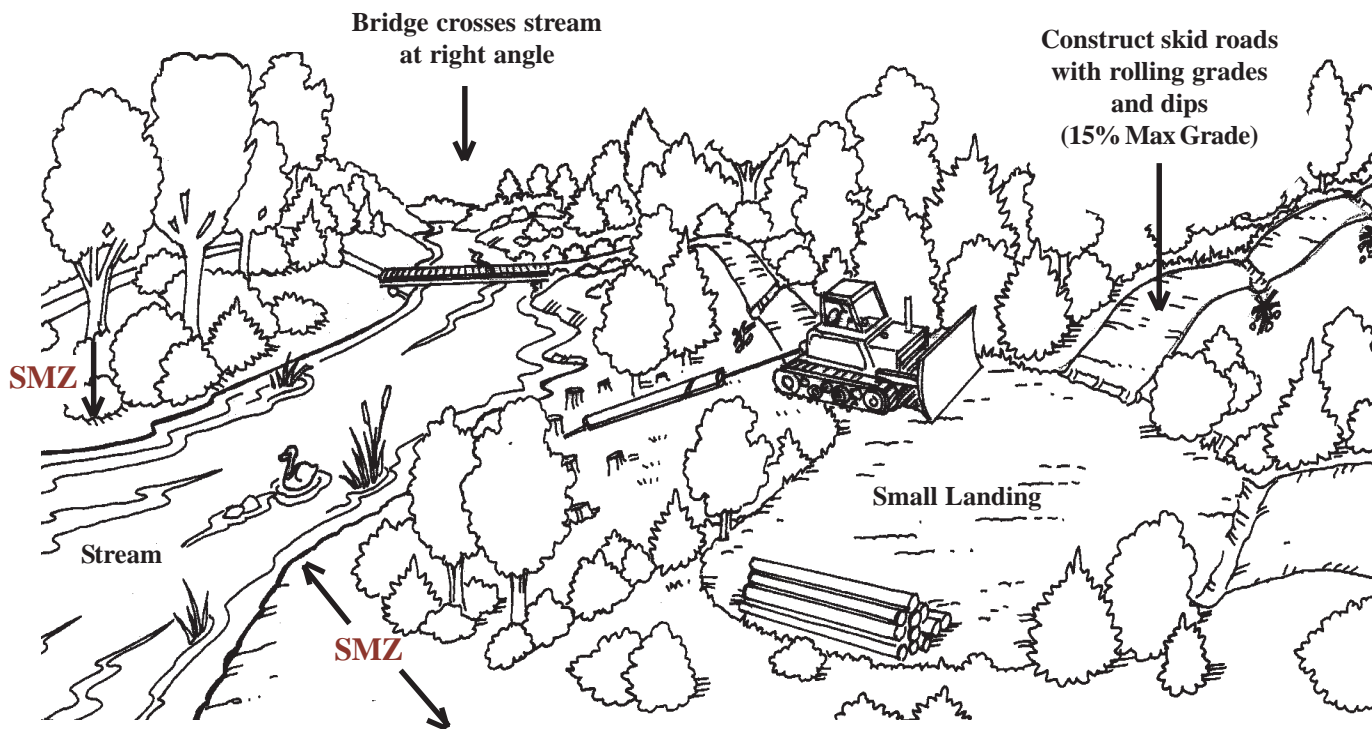 Bridge crosses stream
at right angle
Construct skid roads
with rolling grades
and dips
(15% Max Grade)
SMZ
Small Landing
Stream
SMZ